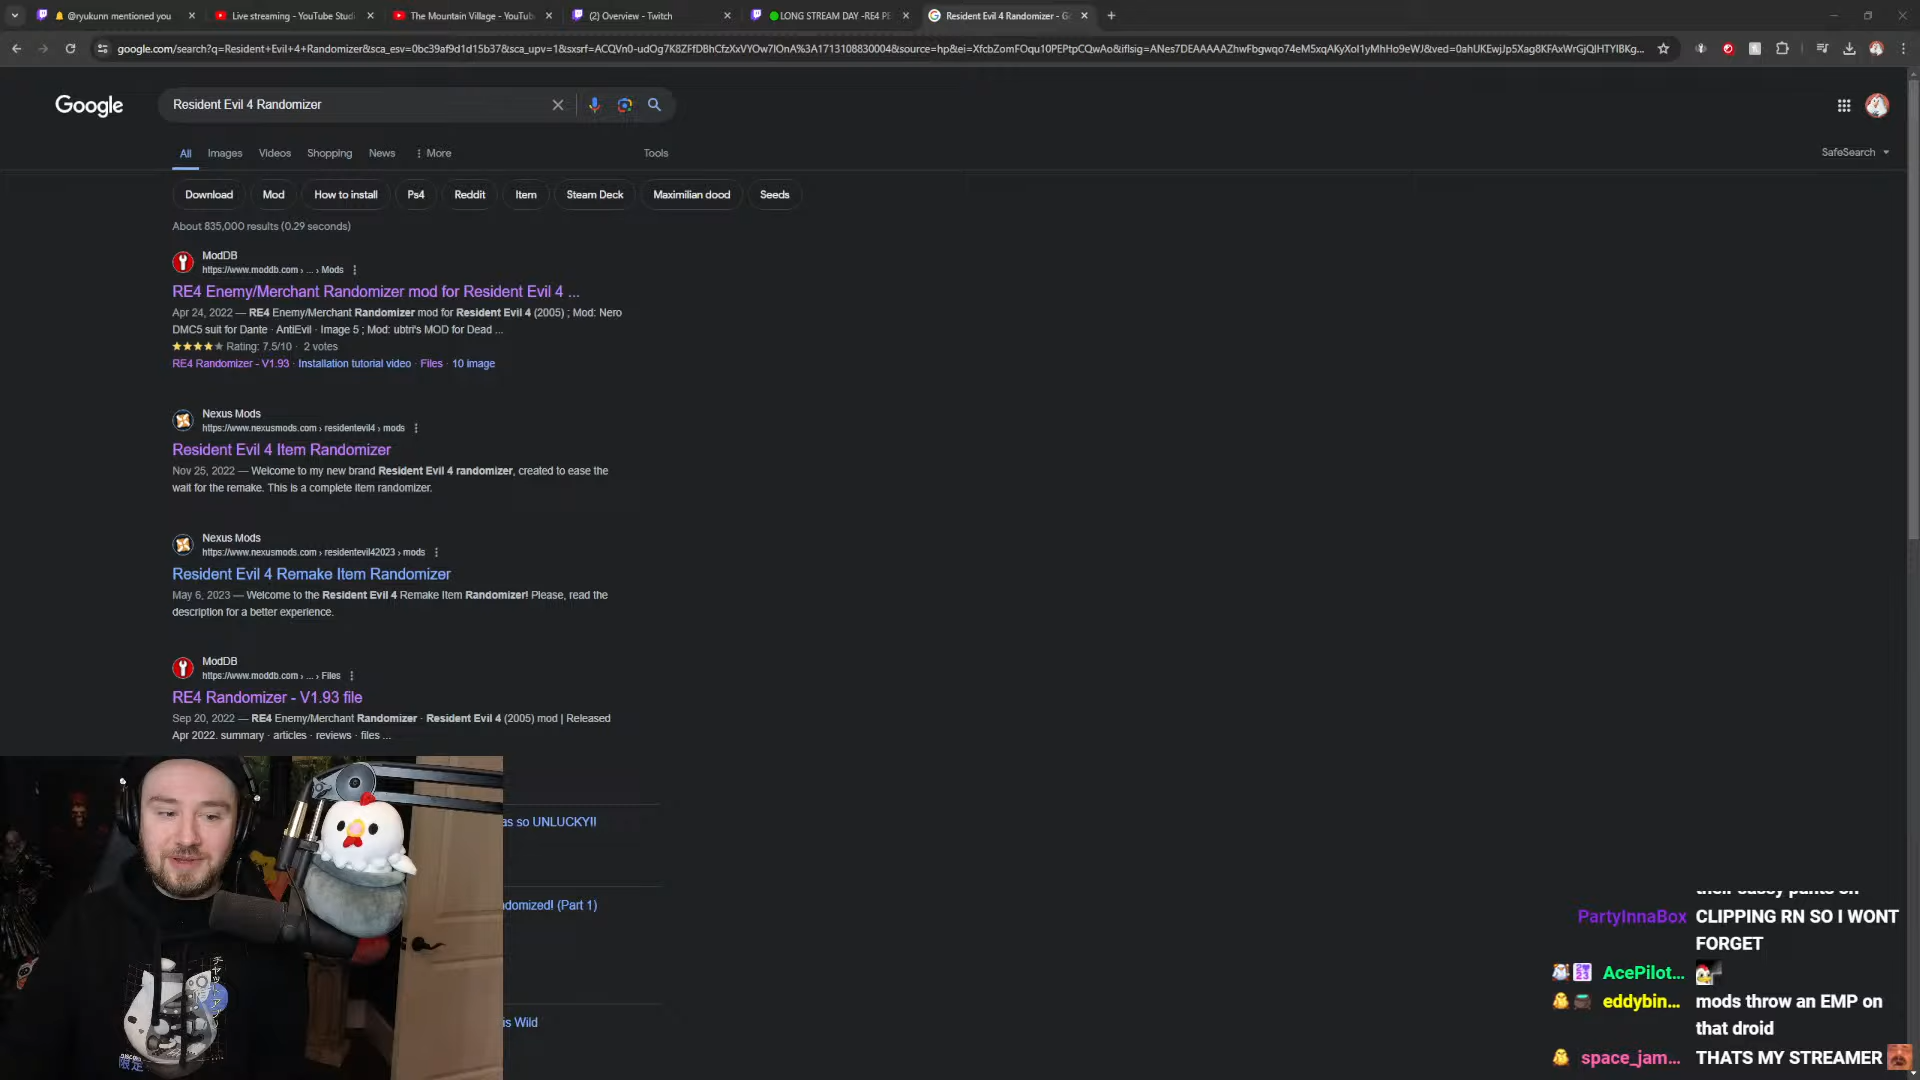 @ryukunn mentioned you
Live streaming - YouTube Studi
The Mountain Village - YouTub
(2) Overview - Twitch
LONG STREAM DAY -RE4 PE
Resident Evil 4 Randomizer - G
Google
Resident Evil 4 Randomizer
All
Images
Videos
Shopping
News
More
Tools
SafeSearch
Download
Mod
How to install
Ps4
Reddit
Item
Steam Deck
Maximilian dood
Seeds
About 835,000 results (0.29 seconds)
ModDB
https://www.moddb.com › ... › Mods
RE4 Enemy/Merchant Randomizer mod for Resident Evil 4 ...
Apr 24, 2022 — RE4 Enemy/Merchant Randomizer mod for Resident Evil 4 (2005) ; Mod: Nero
DMC5 suit for Dante · AntiEvil · Image 5 ; Mod: ubtri's MOD for Dead ...
Rating: 7.5/10 · 2 votes
RE4 Randomizer - V1.93 · Installation tutorial video · Files · 10 image
Nexus Mods
https://www.nexusmods.com › residentevil4 › mods
Resident Evil 4 Item Randomizer
Nov 25, 2022 — Welcome to my new brand Resident Evil 4 randomizer, created to ease the
wait for the remake. This is a complete item randomizer.
Nexus Mods
https://www.nexusmods.com › residentevil42023 › mods
Resident Evil 4 Remake Item Randomizer
May 6, 2023 — Welcome to the Resident Evil 4 Remake Item Randomizer! Please, read the
description for a better experience.
ModDB
https://www.moddb.com › ... › Files
RE4 Randomizer - V1.93 file
Sep 20, 2022 — RE4 Enemy/Merchant Randomizer · Resident Evil 4 (2005) mod | Released
Apr 2022. summary · articles · reviews · files ...
as so UNLUCKY!!
domized! (Part 1)
is Wild
their sassy pants on
PartyInnaBox CLIPPING RN SO I WONT
FORGET
AcePilot...
eddybin... mods throw an EMP on
that droid
space_jam... THATS MY STREAMER
限定